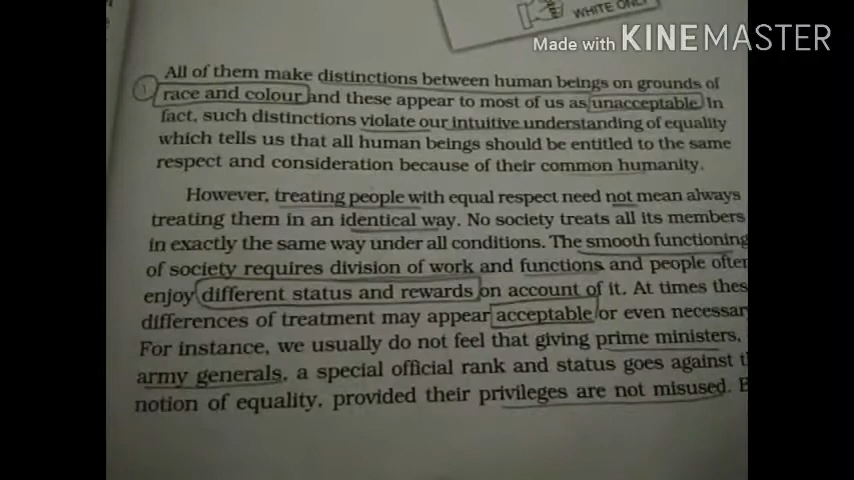 WHITE ONLY
Made with KINEMASTER
All of them make distinctions between human beings on grounds of
1 race and colour and these appear to most of us as unacceptable. In
fact, such distinctions violate our intuitive understanding of equality
which tells us that all human beings should be entitled to the same
respect and consideration because of their common humanity.
However, treating people with equal respect need not mean always
treating them in an identical way. No society treats all its members
in exactly the same way under all conditions. The smooth functioning
of society requires division of work and functions and people often
enjoy different status and rewards on account of it. At times thes
differences of treatment may appear acceptable or even necessar
For instance, we usually do not feel that giving prime ministers,
army generals, a special official rank and status goes against t
notion of equality, provided their privileges are not misused. B